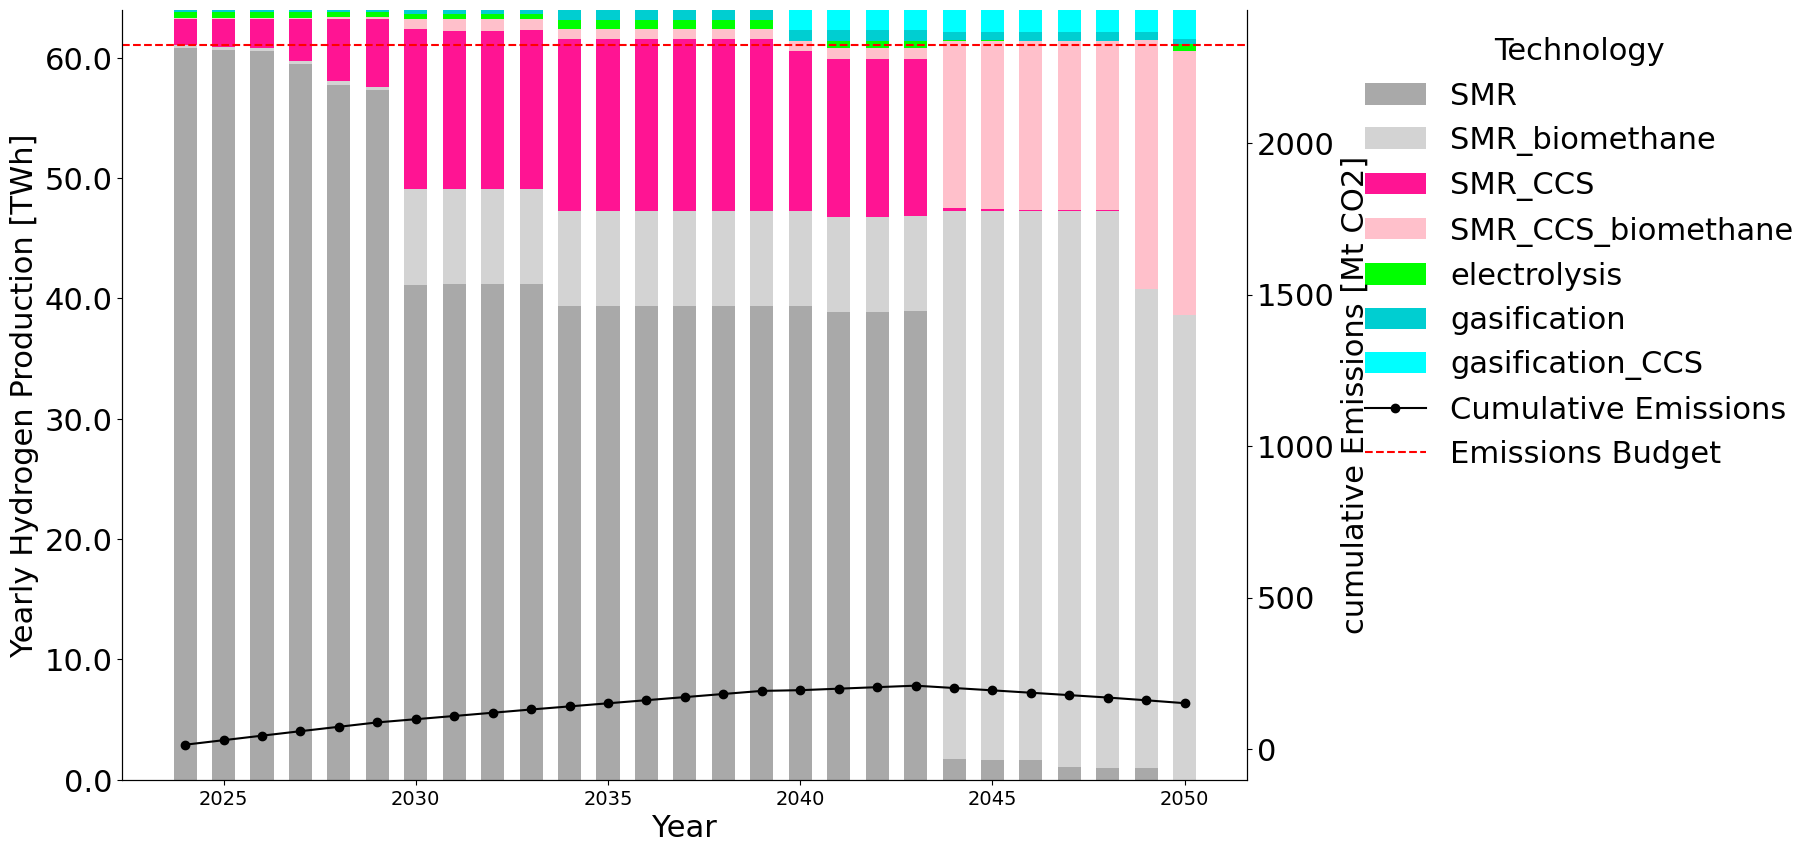 Yearly Hydrogen Production [TWh]
60.0
50.0
40.0
30.0
20.0
10.0
0.0
2025
2030
2035
2040
2045
2050
Year
2000
1500
1000
500
0
cumulative Emissions [Mt CO2]
Technology
SMR
SMR_biomethane
SMR_CCS
SMR_CCS_biomethane
electrolysis
gasification
gasification_CCS
Cumulative Emissions
Emissions Budget